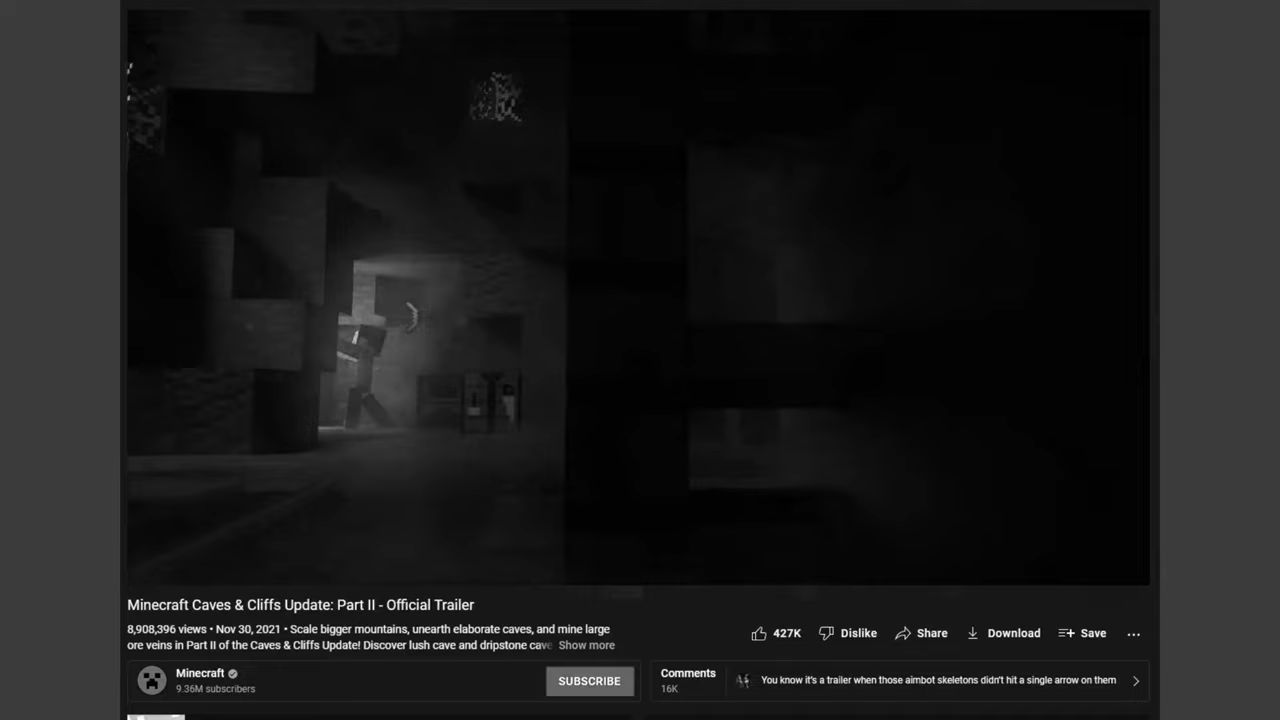 Minecraft Caves & Cliffs Update: Part II - Official Trailer
8,908,396 views • Nov 30, 2021 • Scale bigger mountains, unearth elaborate caves, and mine large
ore veins in Part II of the Caves & Cliffs Update! Discover lush cave and dripstone cave Show more
427K Dislike Share Download Save
Minecraft
9.36M subscribers
SUBSCRIBE
Comments
16K
You know it's a trailer when those aimbot skeletons didn't hit a single arrow on them